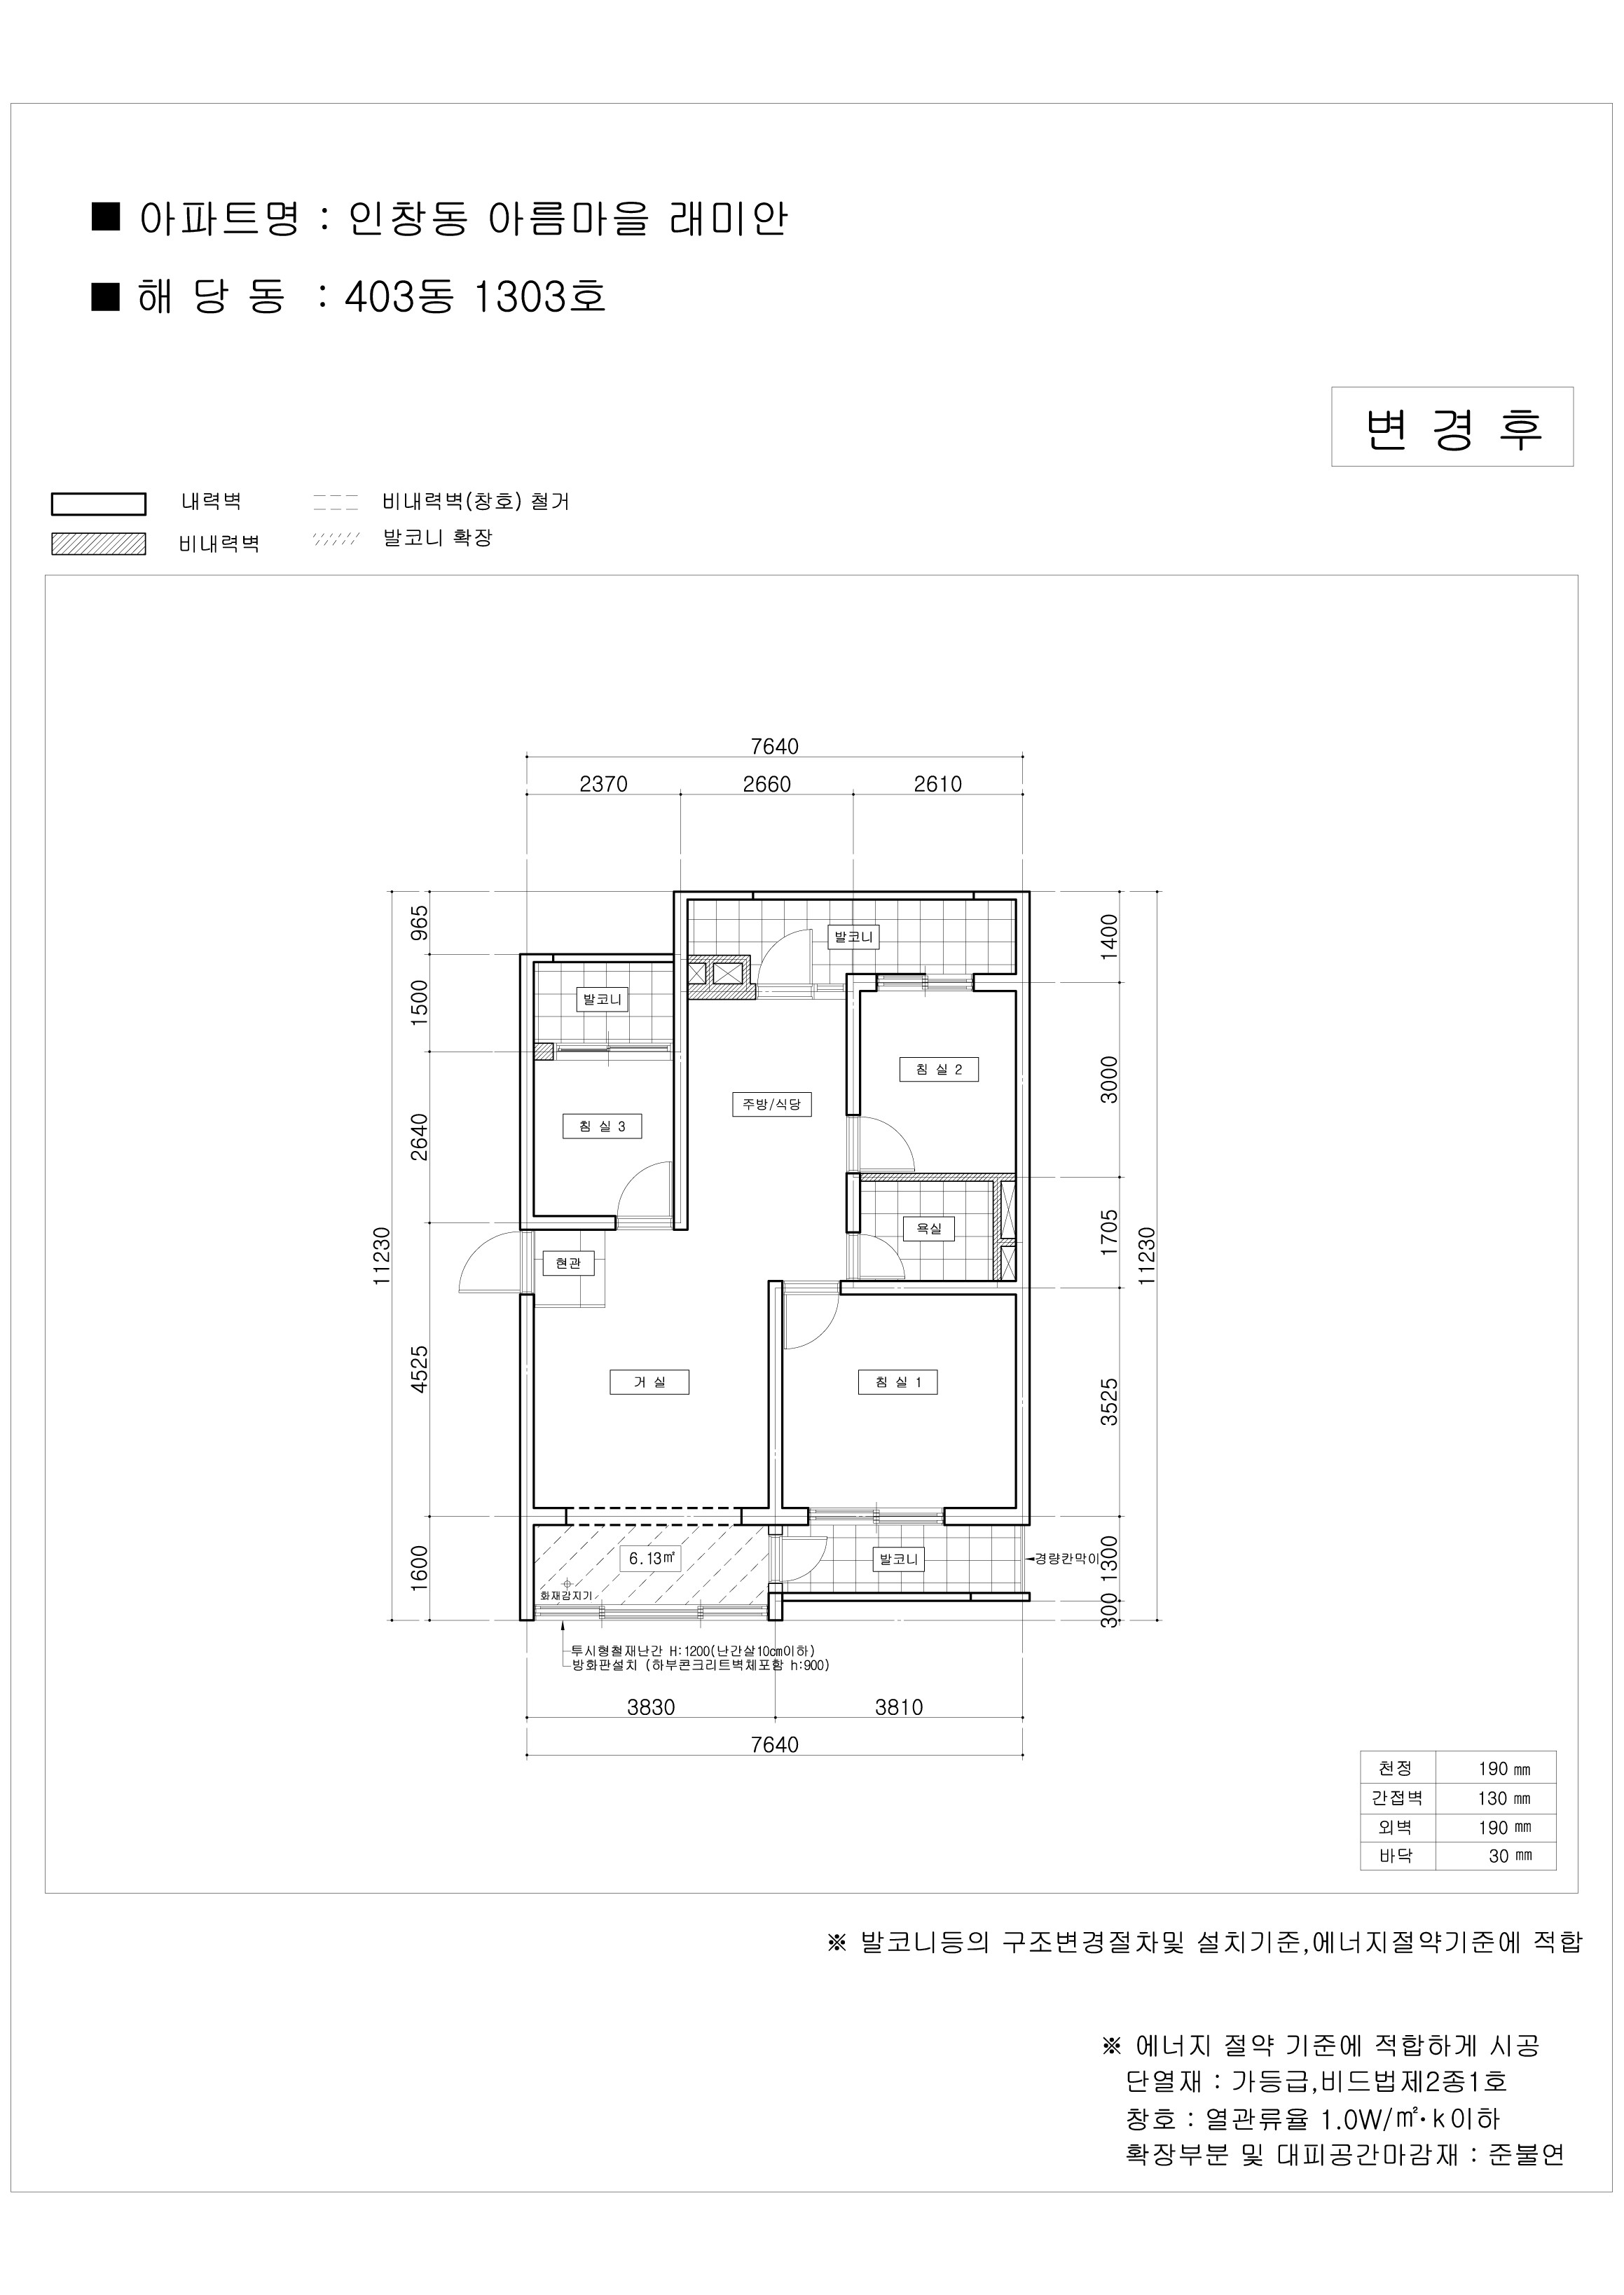 ■ 아파트명 : 인창동 아름마을 래미안
■ 해 당 동 : 403동 1303호
변 경 후
내력벽
비내력벽(창호) 철거
비내력벽
발코니 확장
7640
2370
2660
2610
965
1500
2640
4525
1600
11230
1400
3000
1705
3525
1300
300
11230
발코니
발코니
침 실 2
주방/식당
침 실 3
욕실
현관
거 실
침 실 1
6.13㎡
발코니
경량칸막이
화재감지기
투시형철재난간 H:1200(난간살10㎝이하)
방화판설치 (하부콘크리트벽체포함 h:900)
3830
3810
7640
천정 190 ㎜
간접벽 130 ㎜
외벽 190 ㎜
바닥 30 ㎜
※ 발코니등의 구조변경절차및 설치기준,에너지절약기준에 적합
※ 에너지 절약 기준에 적합하게 시공
단열재 : 가등급,비드법제2종1호
창호 : 열관류율 1.0W/㎡·k이하
확장부분 및 대피공간마감재 : 준불연